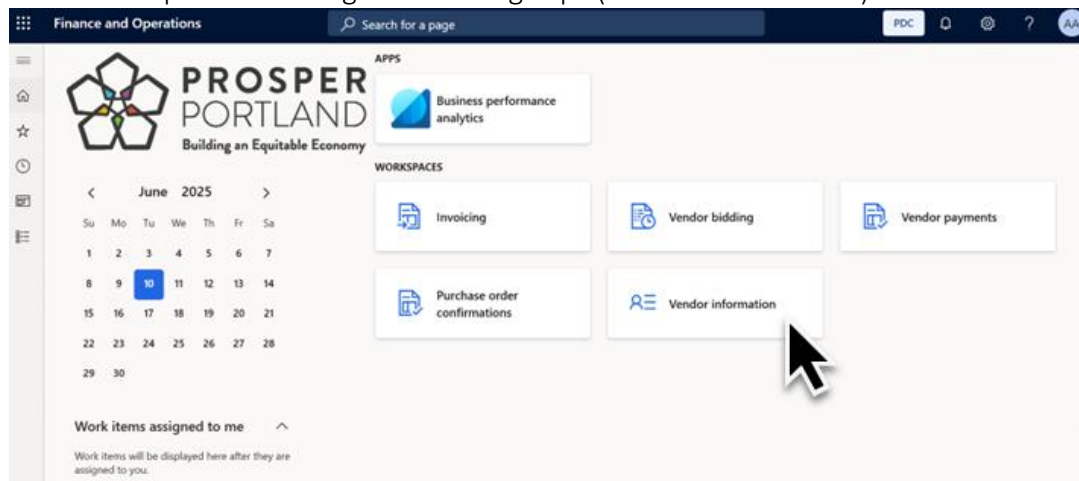 Finance and Operations
Search for a page
PDC
?
AA
PROSPER
PORTLAND
Building an Equitable Economy
June 2025
Su Mo Tu We Th Fr Sa
1 2 3 4 5 6 7
8 9 10 11 12 13 14
15 16 17 18 19 20 21
22 23 24 25 26 27 28
29 30
Work items assigned to me
Work items will be displayed here after they are
assigned to you.
APPS
Business performance
analytics
WORKSPACES
Invoicing
Vendor bidding
Vendor payments
Purchase order
confirmations
Vendor information